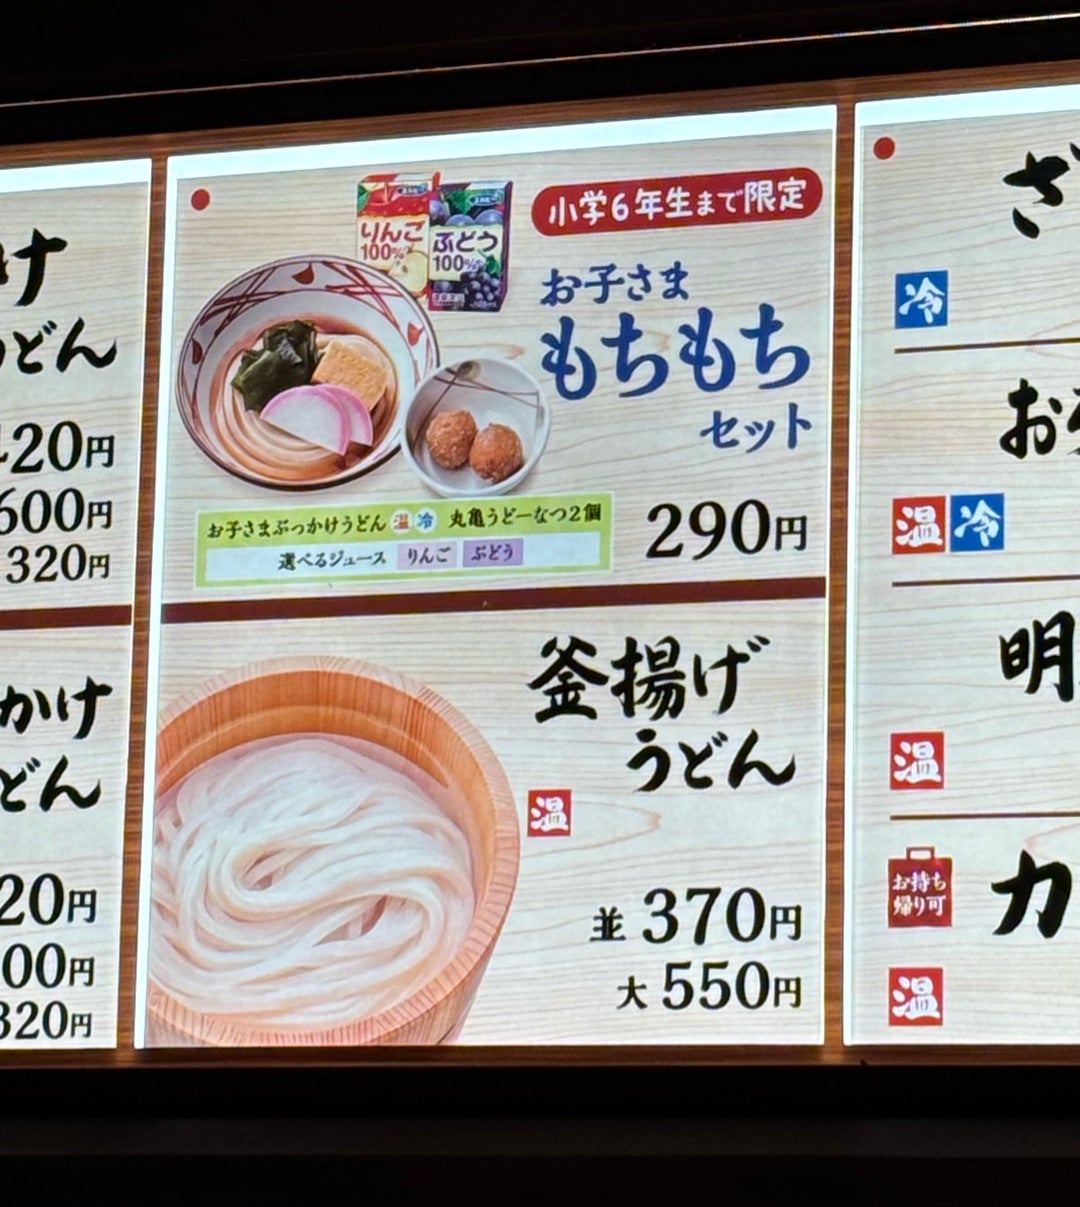 け
どん
420円
600円
320円
かけ
どん
20円
00円
320円
りんご
100%
ぶどう
100%
小学6年生まで限定
お子さま
もちもち
セット
お子さまぶっかけうどん 温 冷 丸亀うどーなつ2個
選べるジュース りんご ぶどう
290円
釜揚げ
うどん
温
並 370円
大 550円
ざ
冷
お
温 冷
明
温
お持ち
帰り可
カ
温